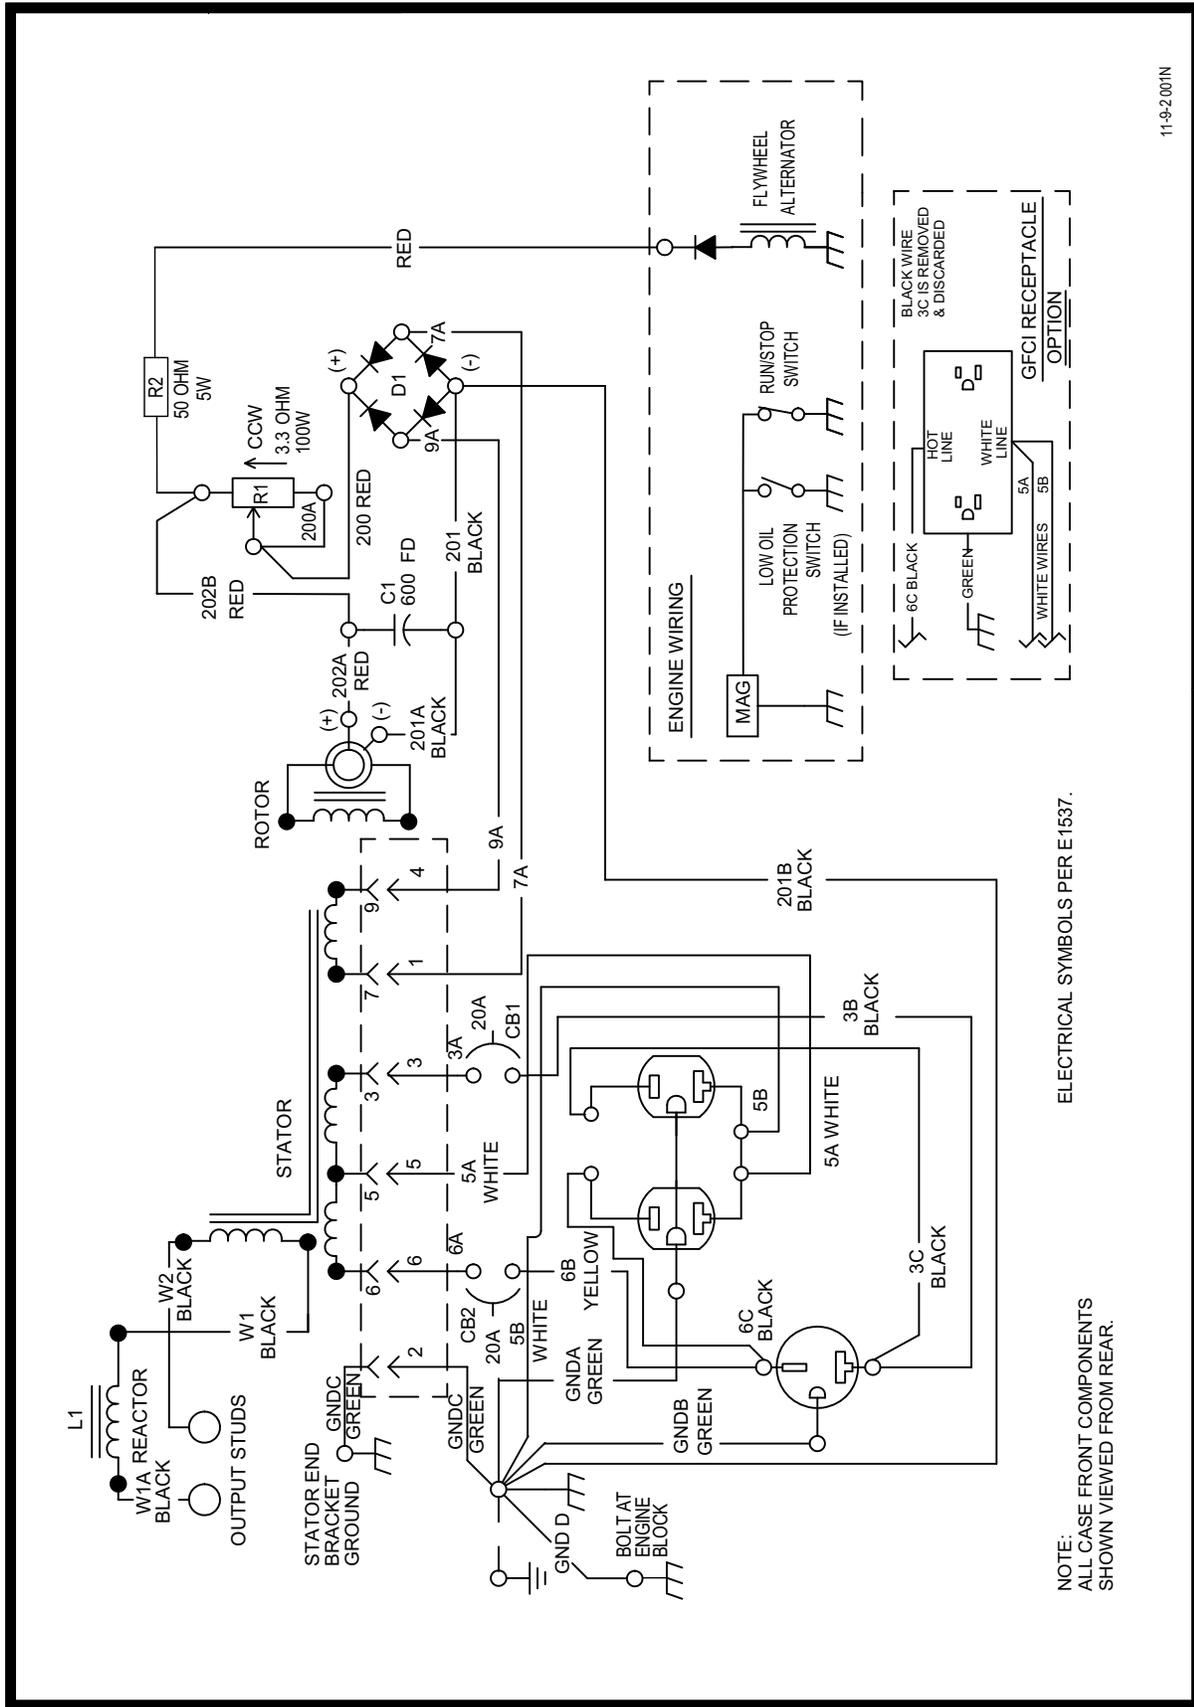 L1
REACTOR
W1A
BLACK
OUTPUT STUDS
W2
BLACK
W1
BLACK
STATOR
ROTOR
STATOR END
BRACKET
GROUND
GNDC
GREEN
6
5
3
7
9
2
6
5
3
1
4
GNDC
GREEN
6A
5A
WHITE
3A
CB2
20A
20A
CB1
5B
WHITE
6B
YELLOW
7A
9A
(+)
(-)
202A
RED
201A
BLACK
202B
RED
C1
600 FD
R1
200A
CCW
3.3 OHM
100W
R2
50 OHM
5W
200 RED
201
BLACK
(+)
D1
(-)
9A
7A
RED
GND D
BOLT AT
ENGINE
BLOCK
GNDA
GREEN
GNDB
GREEN
6C
BLACK
5B
5A WHITE
3B
BLACK
3C
BLACK
201B
BLACK
ENGINE WIRING
MAG
LOW OIL
PROTECTION
SWITCH
(IF INSTALLED)
RUN/STOP
SWITCH
FLYWHEEL
ALTERNATOR
6C BLACK
GREEN
WHITE WIRES
5A
5B
HOT
LINE
WHITE
LINE
BLACK WIRE
3C IS REMOVED
& DISCARDED
GFCI RECEPTACLE
OPTION
NOTE:
ALL CASE FRONT COMPONENTS
SHOWN VIEWED FROM REAR.
ELECTRICAL SYMBOLS PER E1537.
11-9-2 001N